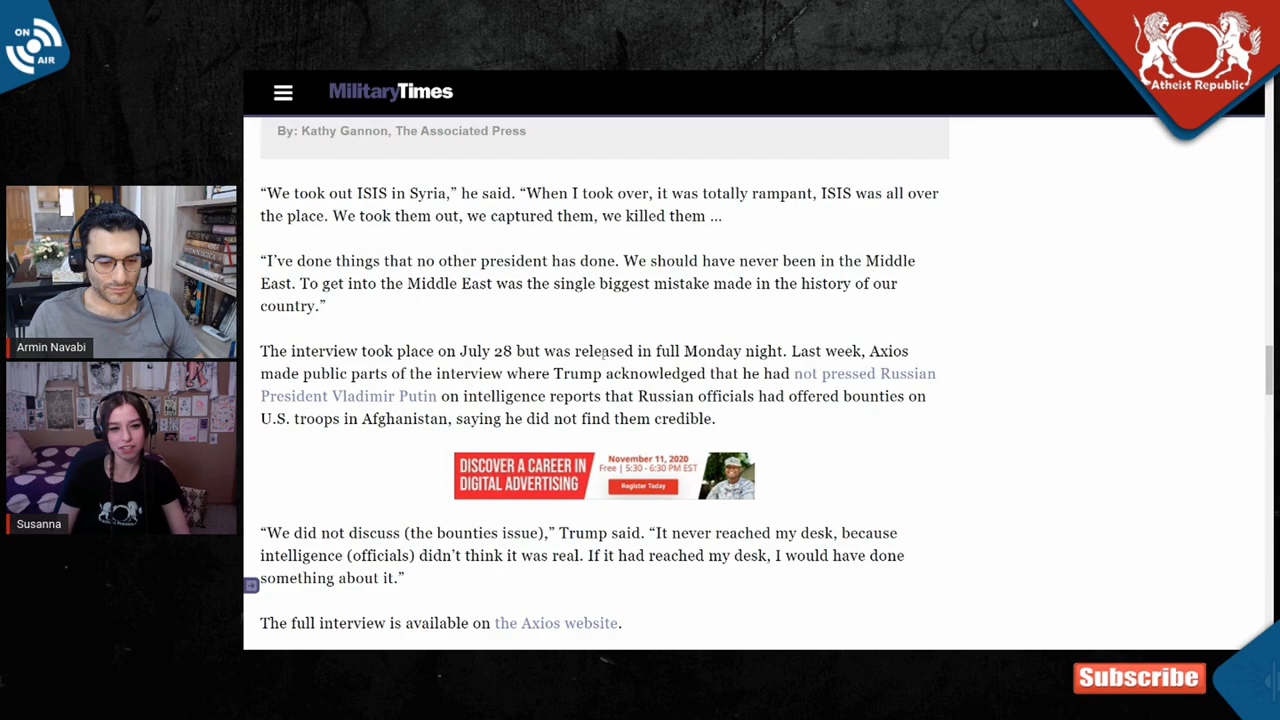 ON
AIR
Atheist Republic
MilitaryTimes
By: Kathy Gannon, The Associated Press
“We took out ISIS in Syria,” he said. “When I took over, it was totally rampant, ISIS was all over
the place. We took them out, we captured them, we killed them ...
“I’ve done things that no other president has done. We should have never been in the Middle
East. To get into the Middle East was the single biggest mistake made in the history of our
country.”
The interview took place on July 28 but was released in full Monday night. Last week, Axios
made public parts of the interview where Trump acknowledged that he had not pressed Russian
President Vladimir Putin on intelligence reports that Russian officials had offered bounties on
U.S. troops in Afghanistan, saying he did not find them credible.
DISCOVER A CAREER IN
DIGITAL ADVERTISING
November 11, 2020
Free | 5:30 - 6:30 PM EST
Register Today
“We did not discuss (the bounties issue),” Trump said. “It never reached my desk, because
intelligence (officials) didn’t think it was real. If it had reached my desk, I would have done
something about it.”
The full interview is available on the Axios website.
Armin Navabi
Susanna
Subscribe